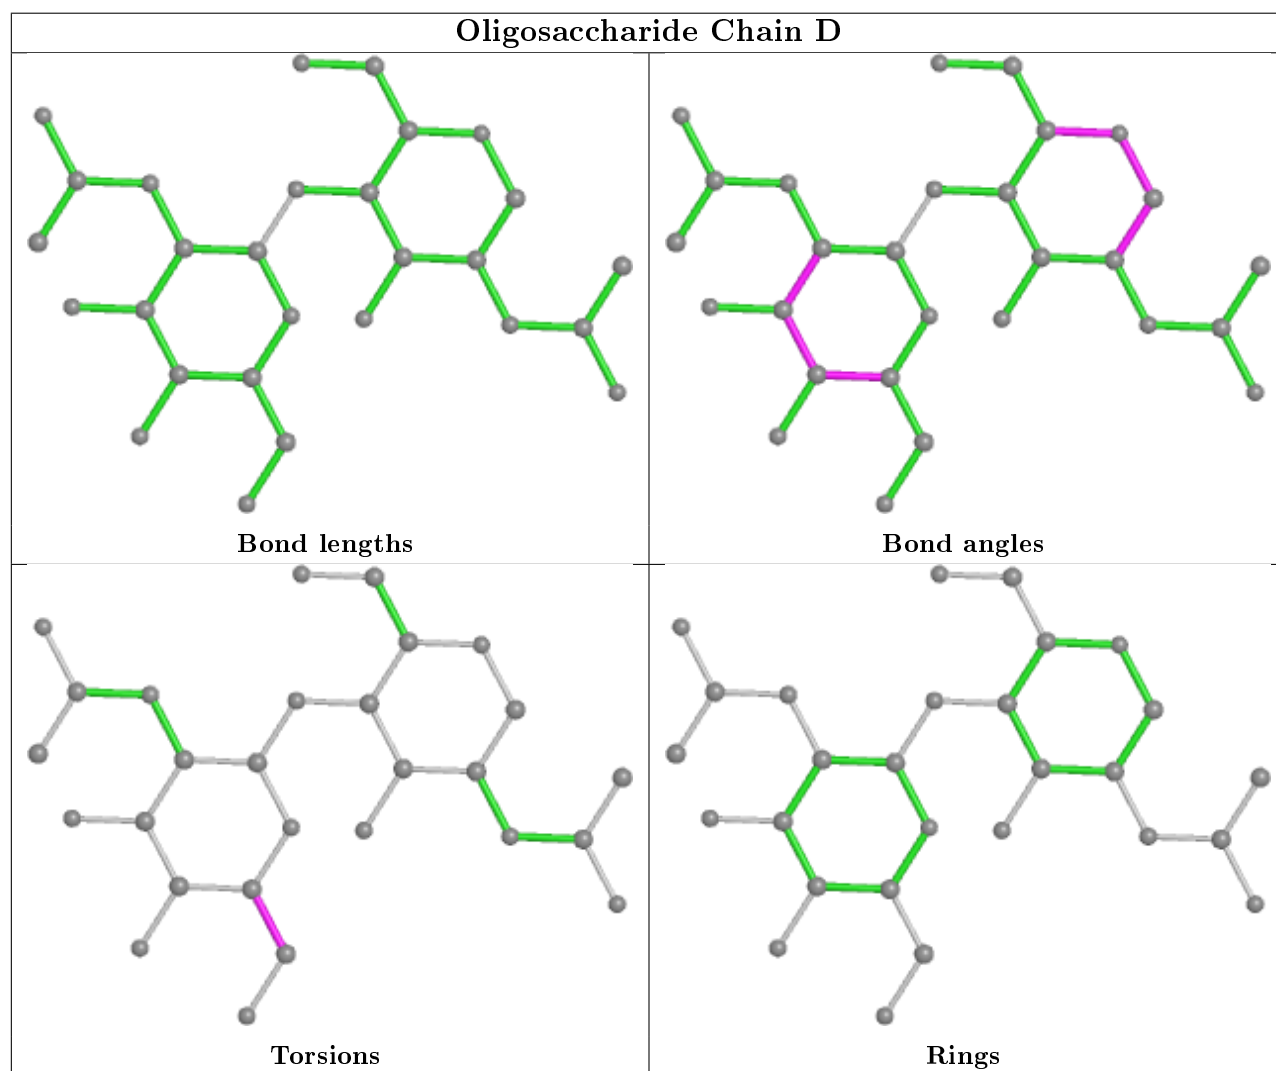 Oligosaccharide Chain D
Bond lengths
Bond angles
Torsions
Rings